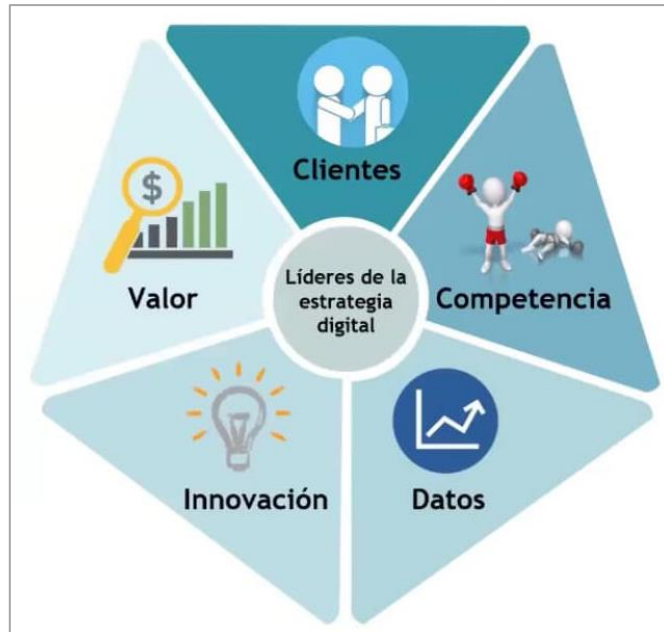 Clientes
Valor
Líderes de la
estrategia
digital
Competencia
Innovación
Datos
$